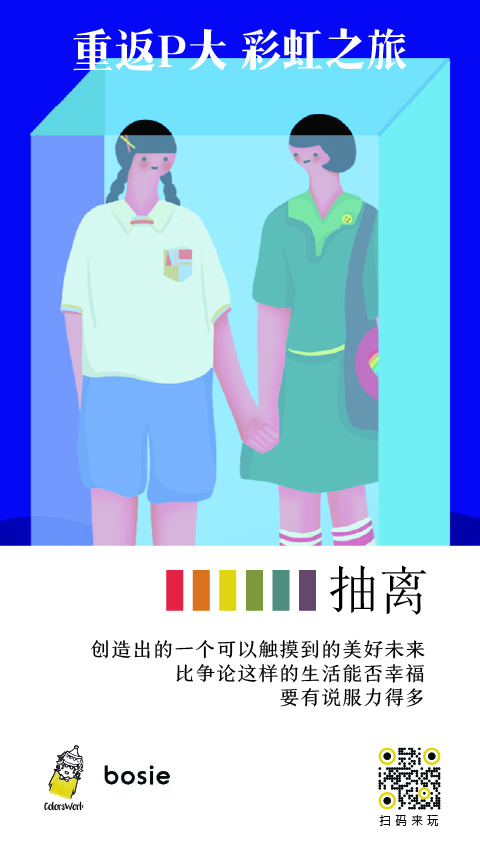 重返P大 彩虹之旅
抽离
创造出的一个可以触摸到的美好未来
比争论这样的生活能否幸福
要有说服力得多
ColorsWorld
bosie
扫码来玩